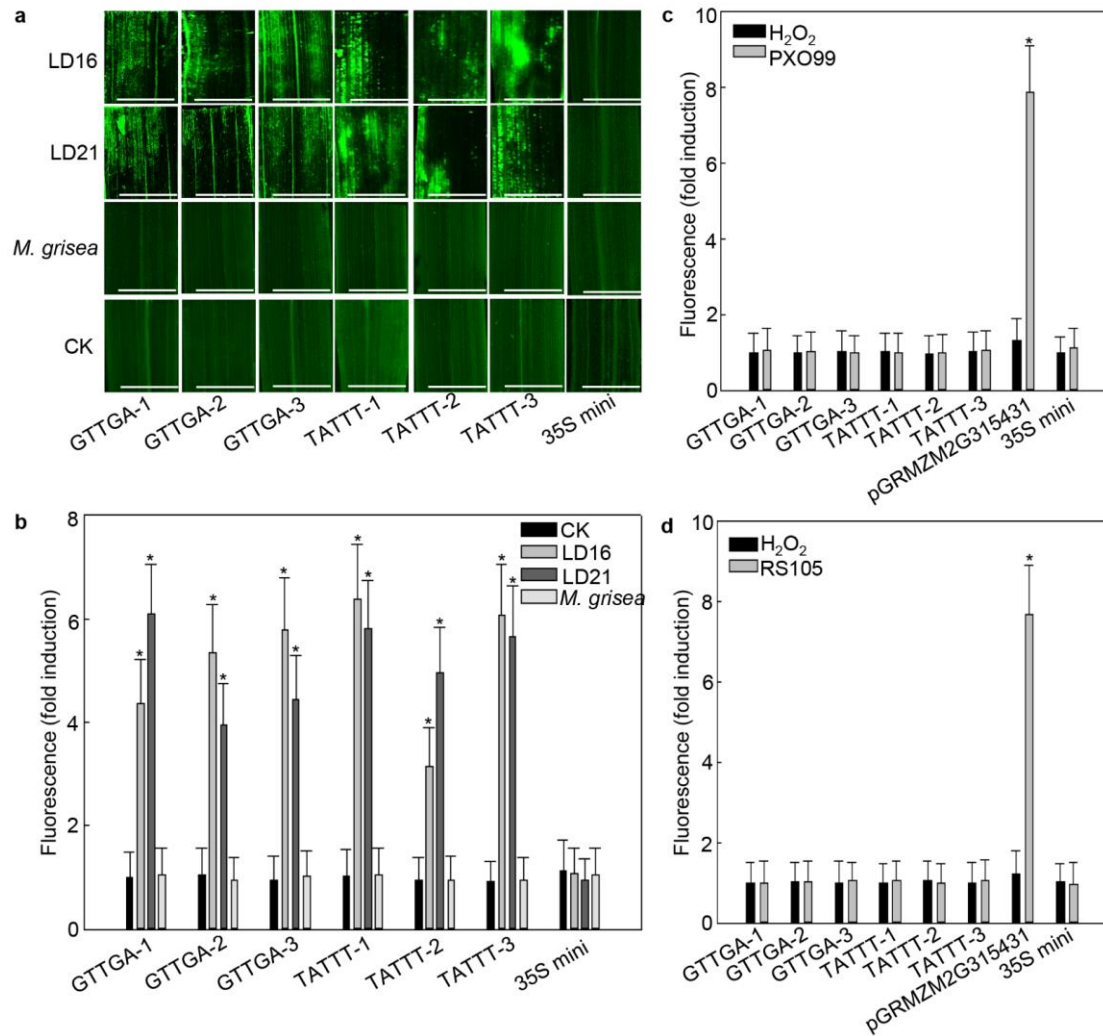 a
LD16
LD21
M. grisea
CK
GTTGA-1
GTTGA-2
GTTGA-3
TATTT-1
TATTT-2
TATTT-3
35S mini
b
Fluorescence (fold induction)
8
6
4
2
0
CK
LD16
LD21
M. grisea
*
*
*
*
*
*
*
*
*
*
*
*
GTTGA-1
GTTGA-2
GTTGA-3
TATTT-1
TATTT-2
TATTT-3
35S mini
c
Fluorescence (fold induction)
10
8
6
4
2
0
H₂O₂
PXO99
*
GTTGA-1
GTTGA-2
GTTGA-3
TATTT-1
TATTT-2
TATTT-3
pGRMZM2G315431
35S mini
d
Fluorescence (fold induction)
10
8
6
4
2
0
H₂O₂
RS105
*
GTTGA-1
GTTGA-2
GTTGA-3
TATTT-1
TATTT-2
TATTT-3
pGRMZM2G315431
35S mini